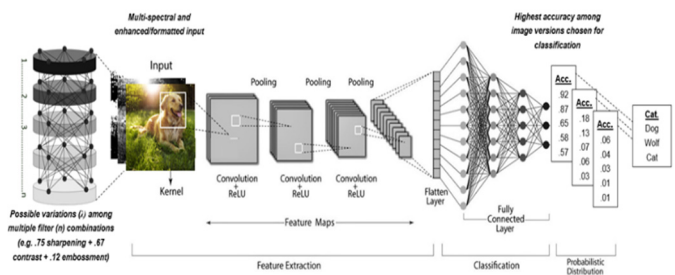 Multi-spectral and
enhanced/formatted input
Highest accuracy among
image versions chosen for
classification
1
2
3
n
Input
Kernel
Pooling
Pooling
Pooling
Convolution
+
ReLU
Convolution
+
ReLU
Convolution
+
ReLU
Flatten
Layer
Fully
Connected
Layer
Feature Maps
Acc.
.92
.87
.65
.58
.57
Acc.
.18
.13
.07
.06
.03
Acc.
.06
.04
.03
.01
.01
Cat.
Dog
Wolf
Cat
Possible variations (λ) among
multiple filter (n) combinations
(e.g. .75 sharpening + .67
contrast + .12 embossment)
Feature Extraction
Classification
Probabilistic
Distribution